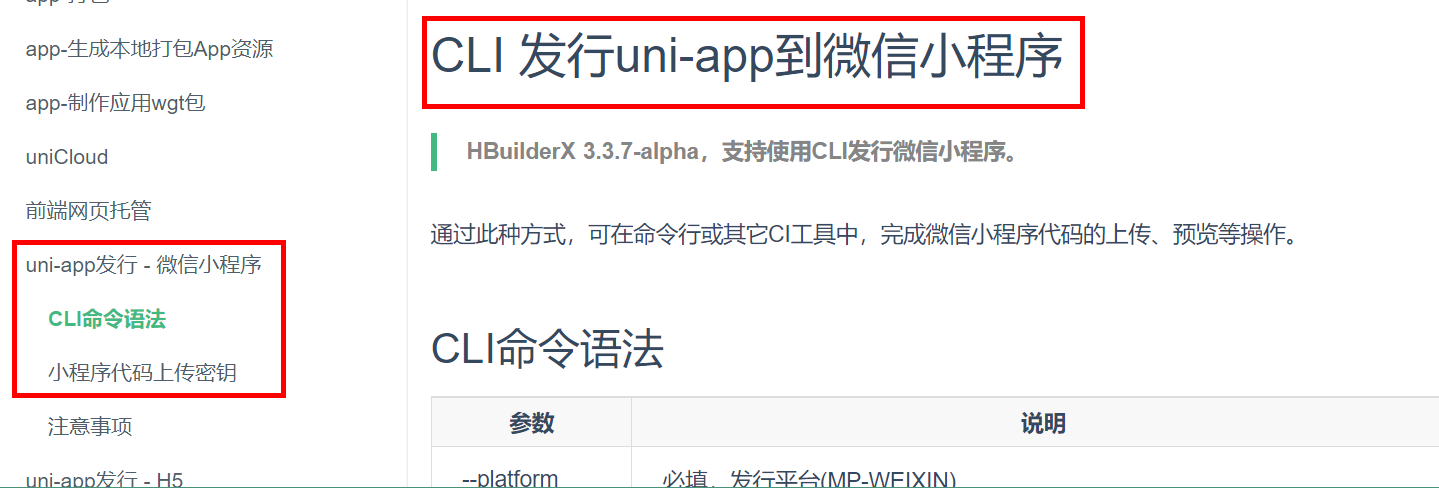 app-打包
app-生成本地打包App资源
app-制作应用wgt包
uniCloud
前端网页托管
uni-app发行 - 微信小程序
CLI命令语法
小程序代码上传密钥
注意事项
uni-app发行 - H5
CLI 发行uni-app到微信小程序
HBuilderX 3.3.7-alpha，支持使用CLI发行微信小程序。
通过此种方式，可在命令行或其它CI工具中，完成微信小程序代码的上传、预览等操作。
CLI命令语法
参数 说明
--platform 必填，发行平台(MP-WEIXIN)